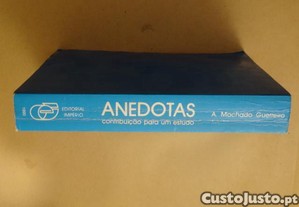 EDITORIAL
IMPÉRIO
ANEDOTAS
contribuição para um estudo
A. Machado Guerreiro
CustoJusto.pt